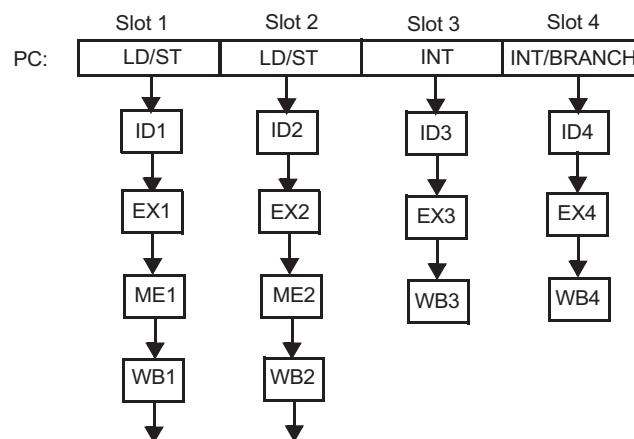 Slot 1 Slot 2 Slot 3 Slot 4
PC: LD/ST LD/ST INT INT/BRANCH
ID1 ID2 ID3 ID4
EX1 EX2 EX3 EX4
ME1 ME2 WB3 WB4
WB1 WB2